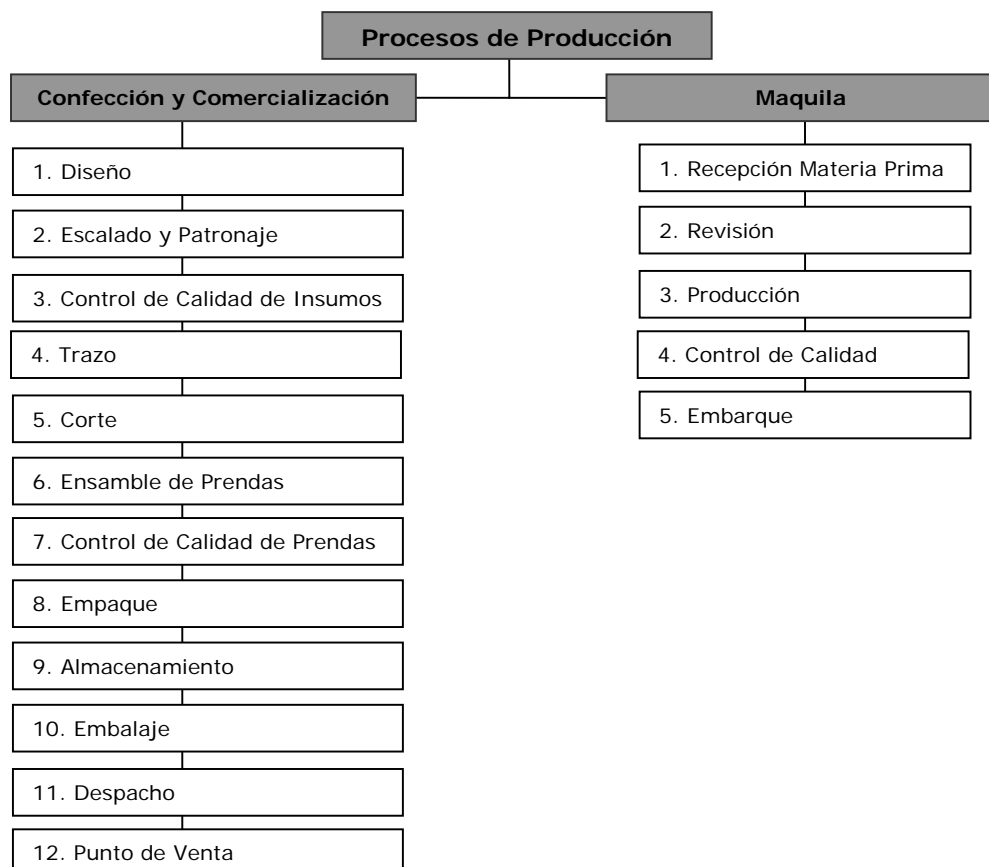 Procesos de Producción
Confección y Comercialización
Maquila
1. Diseño
2. Escalado y Patronaje
3. Control de Calidad de Insumos
4. Trazo
5. Corte
6. Ensamble de Prendas
7. Control de Calidad de Prendas
8. Empaque
9. Almacenamiento
10. Embalaje
11. Despacho
12. Punto de Venta
1. Recepción Materia Prima
2. Revisión
3. Producción
4. Control de Calidad
5. Embarque